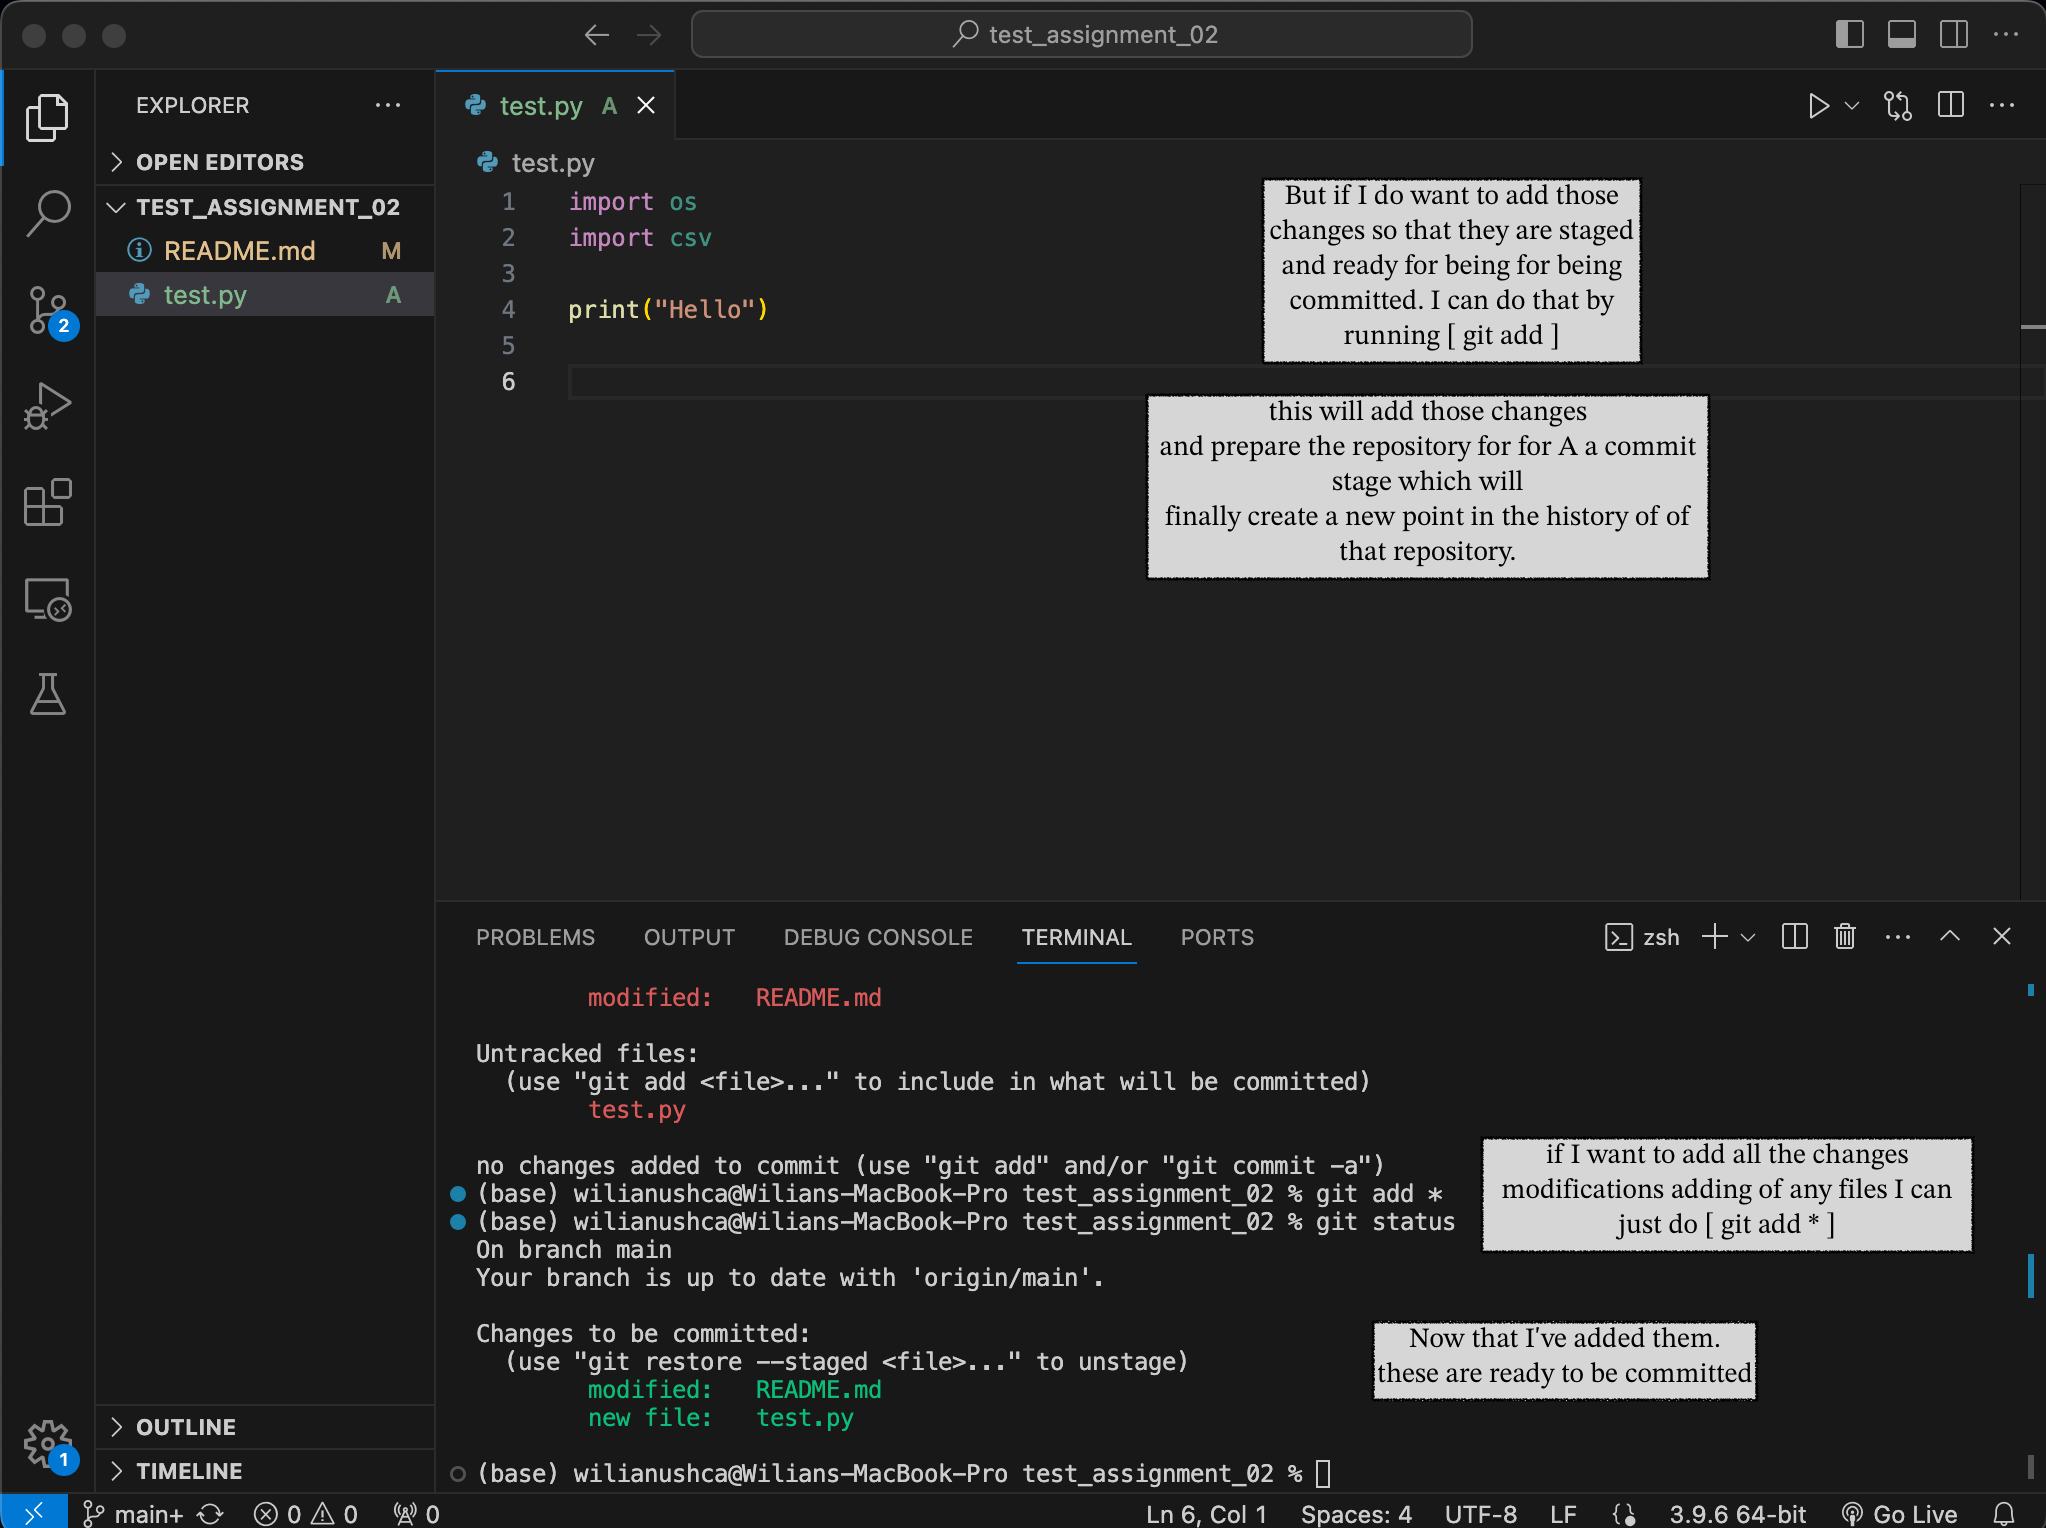 test_assignment_02
EXPLORER
OPEN EDITORS
TEST_ASSIGNMENT_02
README.md M
test.py A
2
test.py A
test.py
1 import os
2 import csv
3
4 print("Hello")
5
6
But if I do want to add those
changes so that they are staged
and ready for being for being
committed. I can do that by
running [ git add ]
this will add those changes
and prepare the repository for for A a commit
stage which will
finally create a new point in the history of of
that repository.
PROBLEMS OUTPUT DEBUG CONSOLE TERMINAL PORTS zsh
modified: README.md
Untracked files:
(use "git add <file>..." to include in what will be committed)
test.py
no changes added to commit (use "git add" and/or "git commit -a")
(base) wilianushca@Wilians-MacBook-Pro test_assignment_02 % git add *
(base) wilianushca@Wilians-MacBook-Pro test_assignment_02 % git status
On branch main
Your branch is up to date with 'origin/main'.
if I want to add all the changes
modifications adding of any files I can
just do [ git add * ]
Changes to be committed:
(use "git restore --staged <file>..." to unstage)
modified: README.md
new file: test.py
Now that I've added them.
these are ready to be committed
(base) wilianushca@Wilians-MacBook-Pro test_assignment_02 %
OUTLINE
TIMELINE
1
main+ 0 0 0 Ln 6, Col 1 Spaces: 4 UTF-8 LF 3.9.6 64-bit Go Live